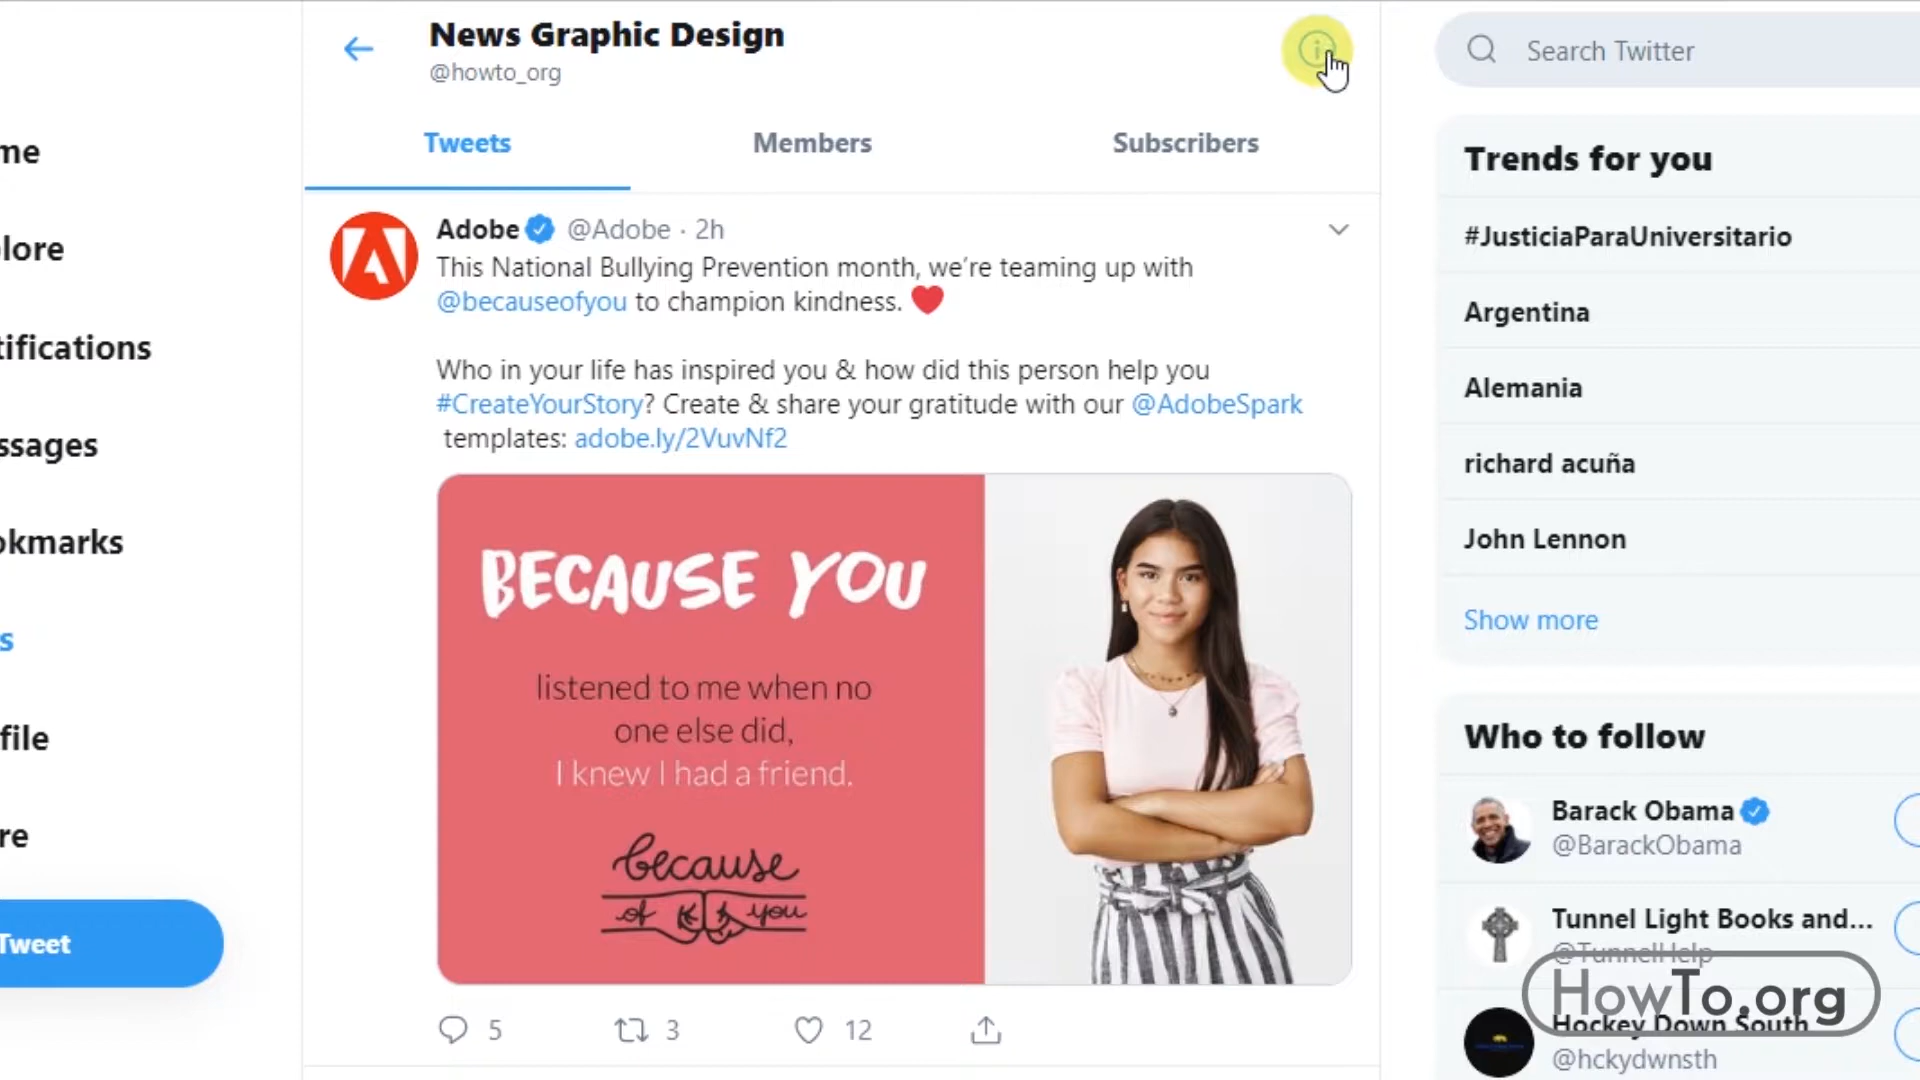 News Graphic Design
@howto_org
Search Twitter
Tweets
Members
Subscribers
me
lore
tifications
ssages
okmarks
s
file
re
Tweet
Adobe @Adobe · 2h
This National Bullying Prevention month, we're teaming up with
@becauseofyou to champion kindness.
Who in your life has inspired you & how did this person help you
#CreateYourStory? Create & share your gratitude with our @AdobeSpark
templates: adobe.ly/2VuvNf2
BECAUSE YOU
listened to me when no
one else did,
I knew I had a friend.
because
of you
5
3
12
Trends for you
#JusticiaParaUniversitario
Argentina
Alemania
richard acuña
John Lennon
Show more
Who to follow
Barack Obama
@BarackObama
Tunnel Light Books and...
@TunnelHelp
Hockey Down South
@hckydwnsth
HowTo.org